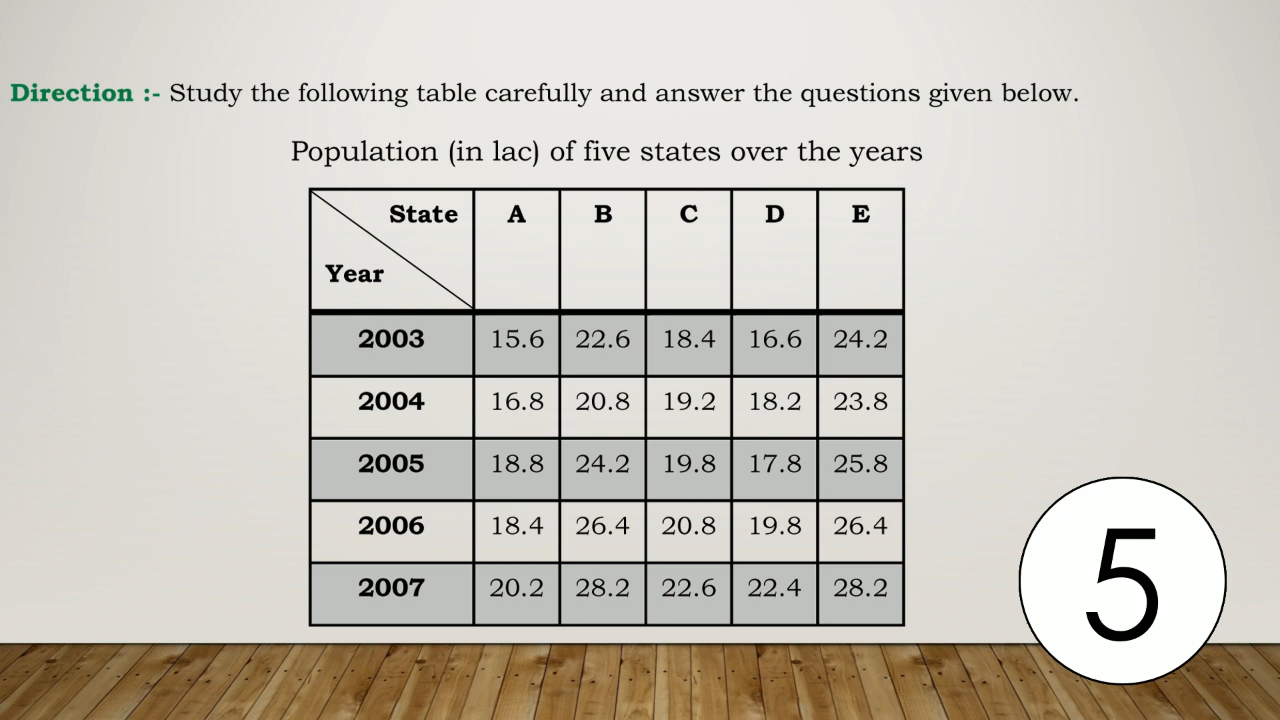 Direction :- Study the following table carefully and answer the questions given below.
Population (in lac) of five states over the years
State A B C D E
Year
2003 15.6 22.6 18.4 16.6 24.2
2004 16.8 20.8 19.2 18.2 23.8
2005 18.8 24.2 19.8 17.8 25.8
2006 18.4 26.4 20.8 19.8 26.4
2007 20.2 28.2 22.6 22.4 28.2
5